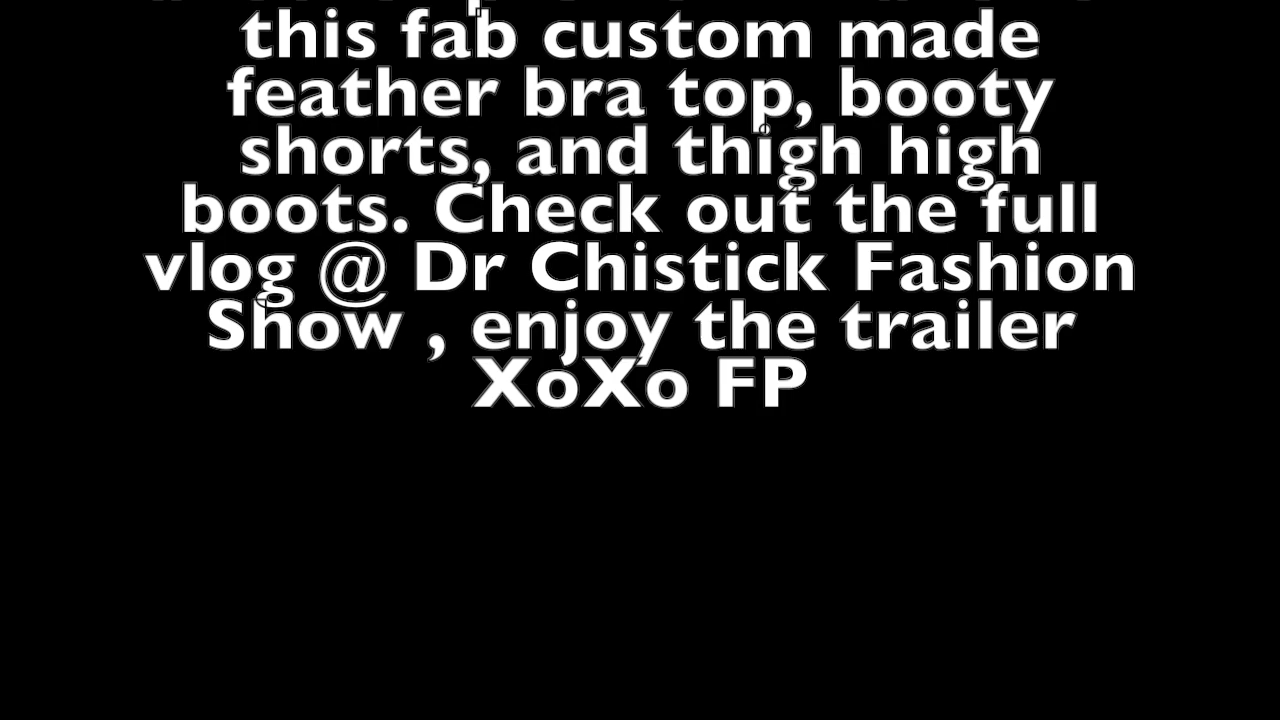 this fab custom made
feather bra top, booty
shorts, and thigh high
boots. Check out the full
vlog @ Dr Chistick Fashion
Show , enjoy the trailer
XoXo FP